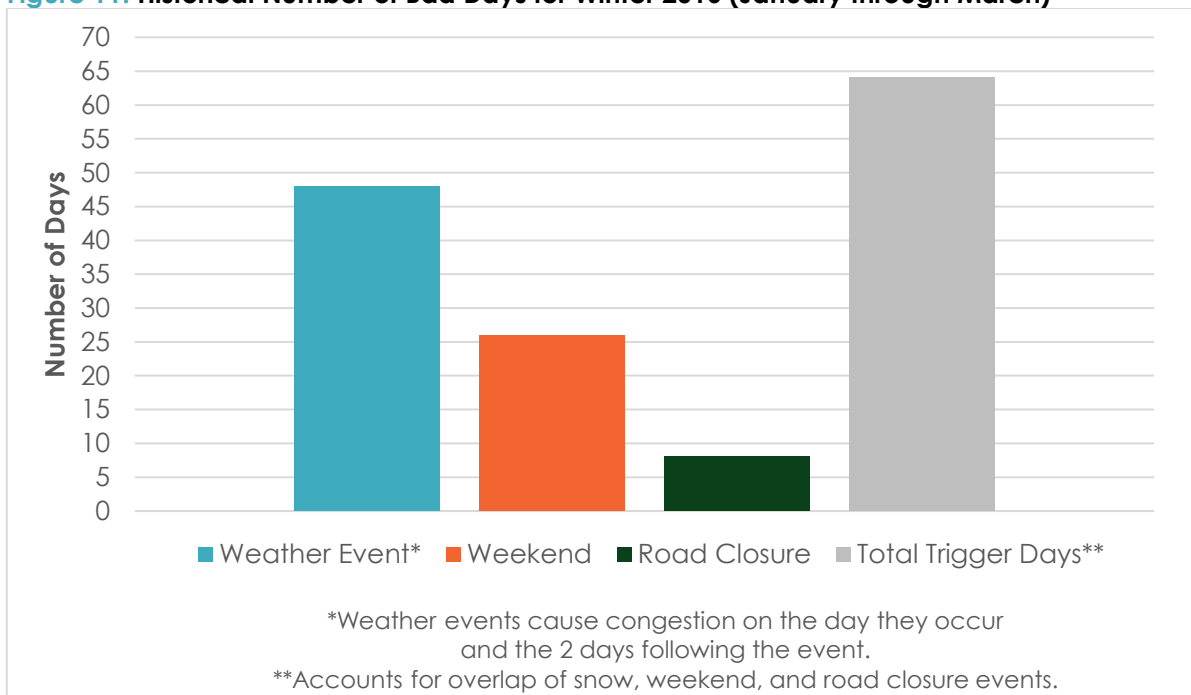 Historical Number of Bad Days for Winter (January through March)
70
65
60
55
50
45
40
35
30
25
20
15
10
5
0
Number of Days
Weather Event* Weekend Road Closure Total Trigger Days**
*Weather events cause congestion on the day they occur
and the 2 days following the event.
**Accounts for overlap of snow, weekend, and road closure events.